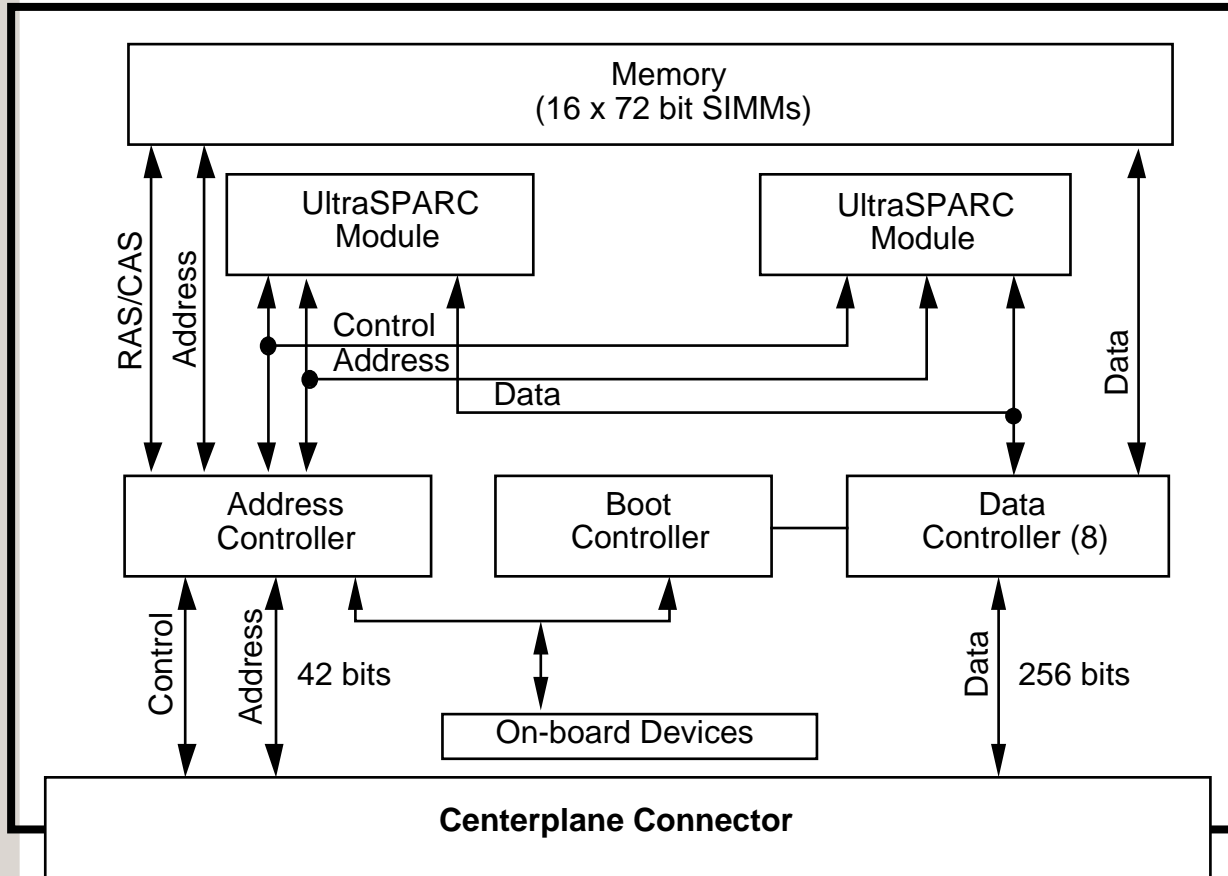 Memory
(16 x 72 bit SIMMs)
UltraSPARC
Module
UltraSPARC
Module
RAS/CAS
Address
Control
Address
Data
Data
Address
Controller
Boot
Controller
Data
Controller (8)
Control
Address
42 bits
Data
256 bits
On-board Devices
Centerplane Connector